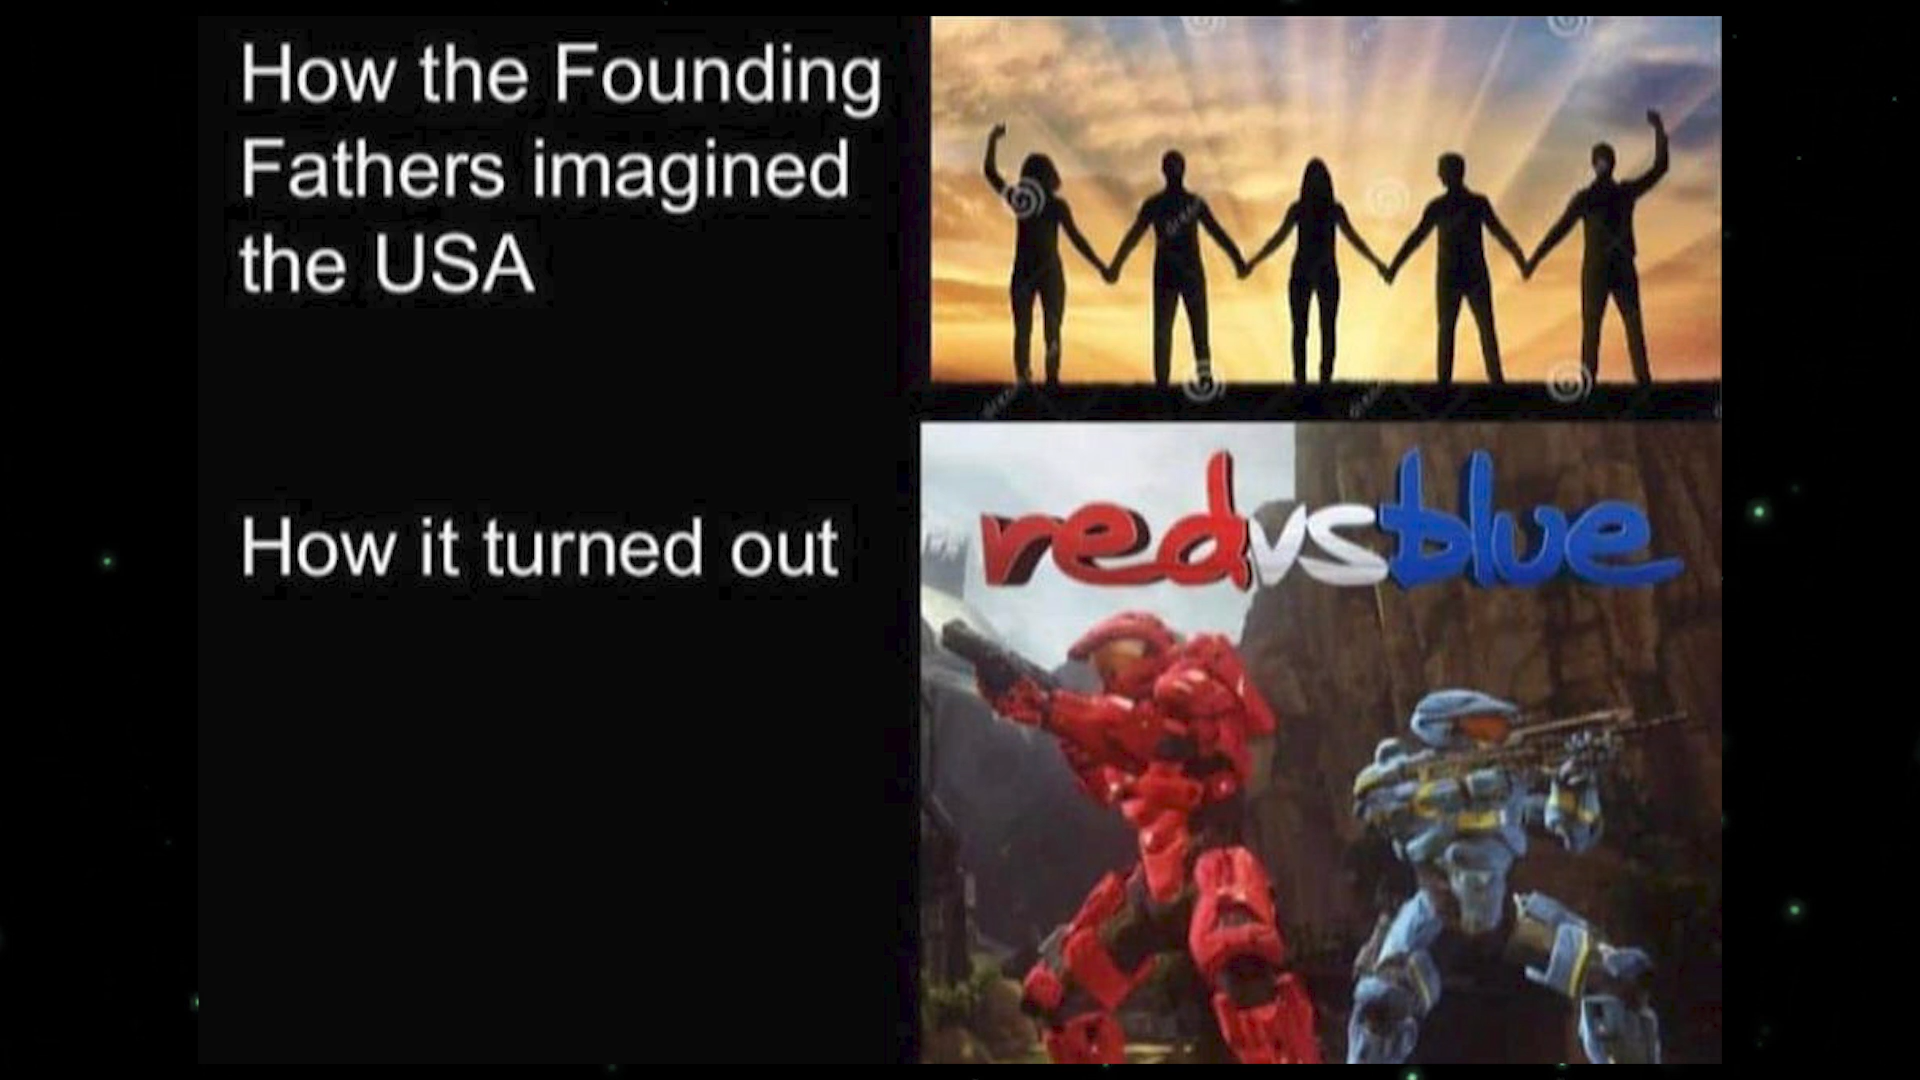 How the Founding
Fathers imagined
the USA
How it turned out
red vs blue